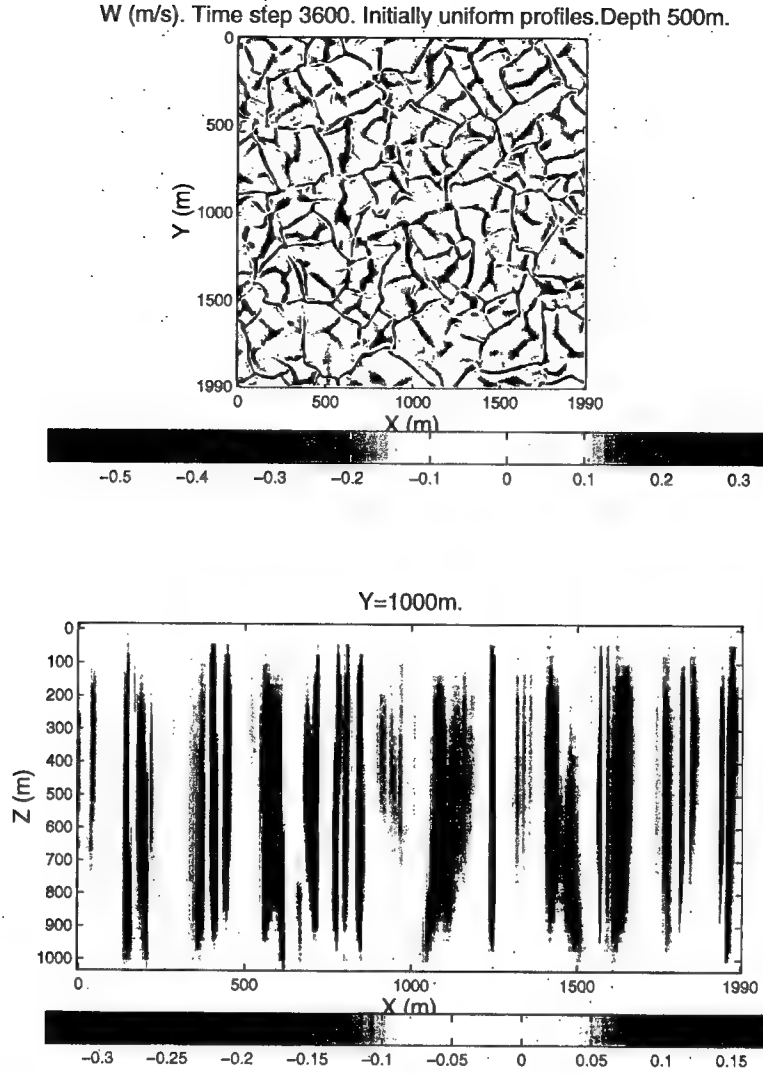 W (m/s). Time step 3600. Initially uniform profiles.Depth 500m.
0
500
1000
1500
1990
Y (m)
0 500 1000 1500 1990
X (m)
−0.5 −0.4 −0.3 −0.2 −0.1 0 0.1 0.2 0.3
Y=1000m.
0
100
200
300
400
500
600
700
800
900
1000
Z (m)
0 500 1000 1500 1990
X (m)
−0.3 −0.25 −0.2 −0.15 −0.1 −0.05 0 0.05 0.1 0.15